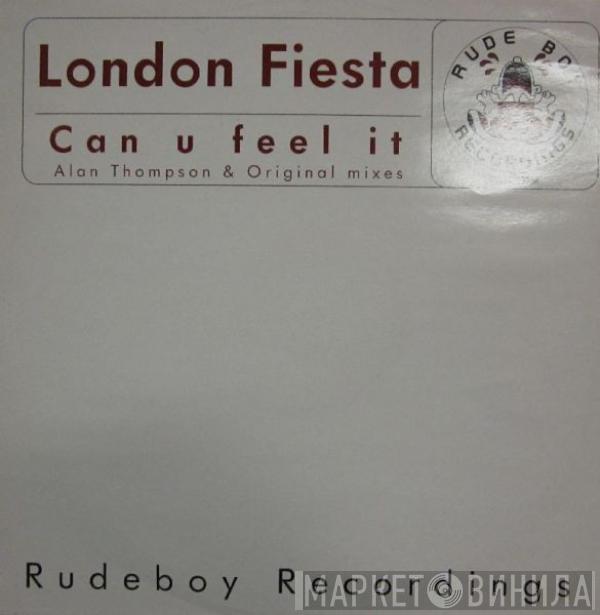 London Fiesta
Can u feel it
Alan Thompson & Original mixes
RUDE BOY
RECORDINGS
Rudeboy Recordings
МАРКЕТ ВИНИЛА